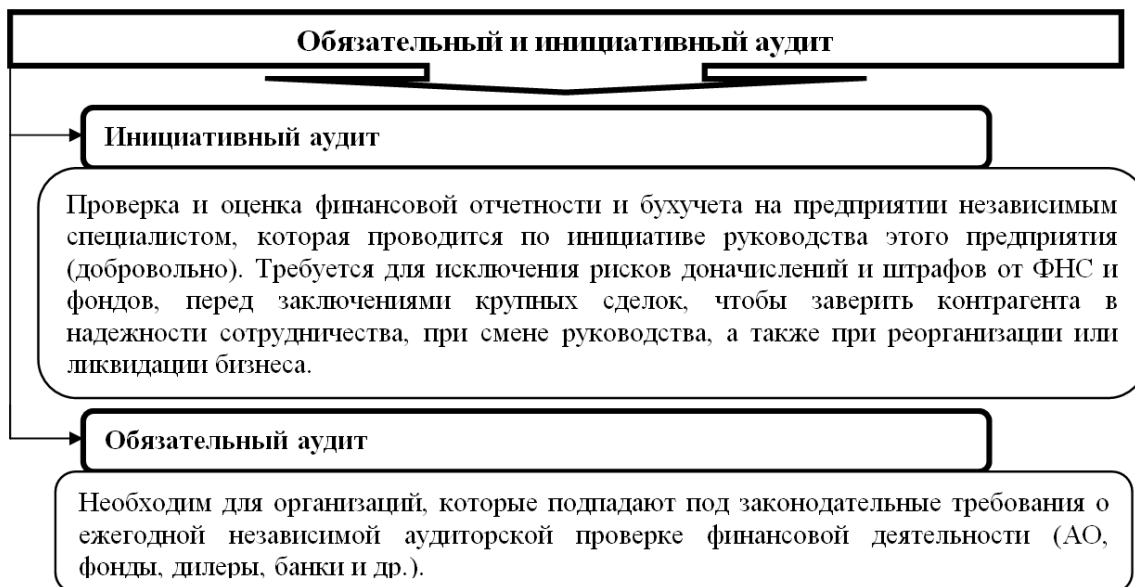 Обязательный и инициативный аудит
Инициативный аудит
Проверка и оценка финансовой отчетности и бухучета на предприятии независимым
специалистом, которая проводится по инициативе руководства этого предприятия
(добровольно). Требуется для исключения рисков доначислений и штрафов от ФНС и
фондов, перед заключениями крупных сделок, чтобы заверить контрагента в
надежности сотрудничества, при смене руководства, а также при реорганизации или
ликвидации бизнеса.
Обязательный аудит
Необходим для организаций, которые подпадают под законодательные требования о
ежегодной независимой аудиторской проверке финансовой деятельности (АО,
фонды, дилеры, банки и др.).